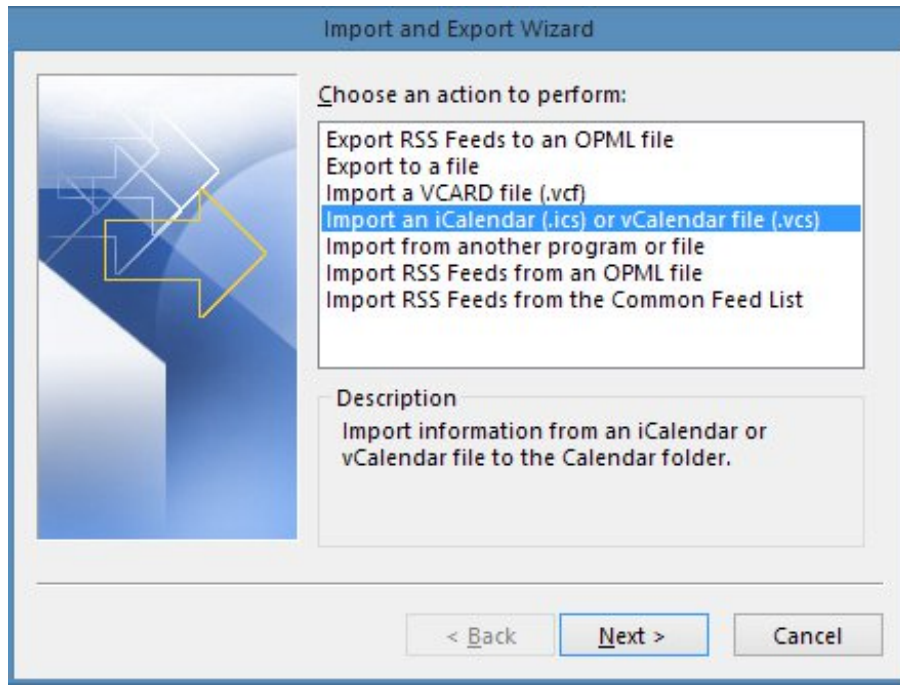 Import and Export Wizard
Choose an action to perform:
Export RSS Feeds to an OPML file
Export to a file
Import a VCARD file (.vcf)
Import an iCalendar (.ics) or vCalendar file (.vcs)
Import from another program or file
Import RSS Feeds from an OPML file
Import RSS Feeds from the Common Feed List
Description
Import information from an iCalendar or
vCalendar file to the Calendar folder.
< Back Next > Cancel